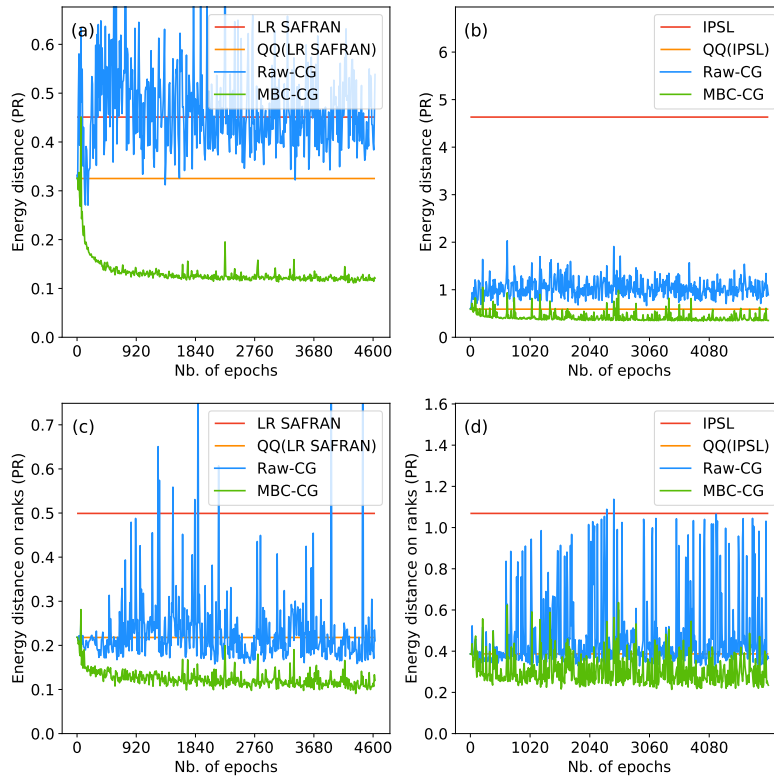 (a)
LR SAFRAN
QQ(LR SAFRAN)
Raw-CG
MBC-CG
Energy distance (PR)
0.6
0.5
0.4
0.3
0.2
0.1
0.0
0 920 1840 2760 3680 4600
Nb. of epochs
(b)
IPSL
QQ(IPSL)
Raw-CG
MBC-CG
Energy distance (PR)
6
5
4
3
2
1
0
0 1020 2040 3060 4080
Nb. of epochs
(c)
LR SAFRAN
QQ(LR SAFRAN)
Raw-CG
MBC-CG
Energy distance on ranks (PR)
0.7
0.6
0.5
0.4
0.3
0.2
0.1
0.0
0 920 1840 2760 3680 4600
Nb. of epochs
(d)
IPSL
QQ(IPSL)
Raw-CG
MBC-CG
Energy distance on ranks (PR)
1.6
1.4
1.2
1.0
0.8
0.6
0.4
0.2
0.0
0 1020 2040 3060 4080
Nb. of epochs